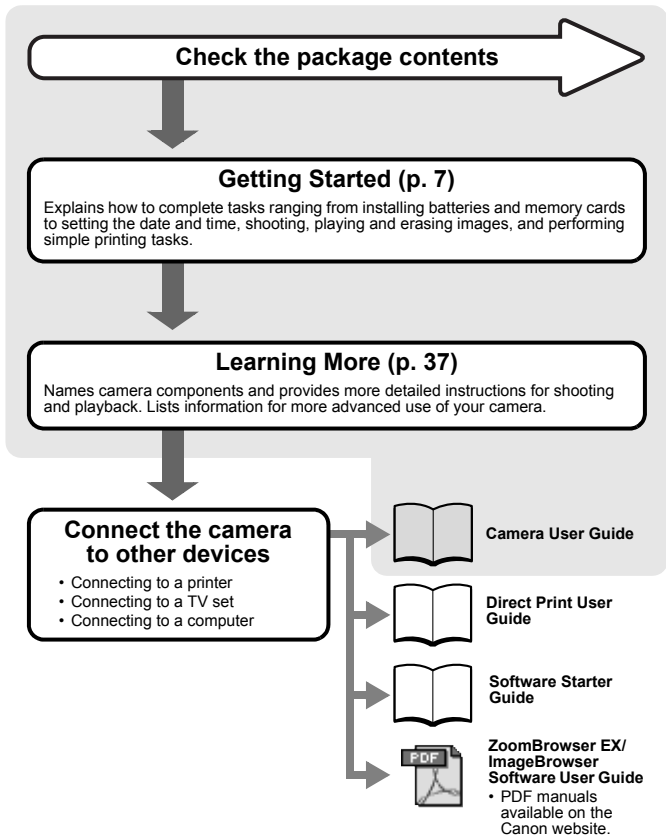 Check the package contents
Getting Started (p. 7)
Explains how to complete tasks ranging from installing batteries and memory cards
to setting the date and time, shooting, playing and erasing images, and performing
simple printing tasks.
Learning More (p. 37)
Names camera components and provides more detailed instructions for shooting
and playback. Lists information for more advanced use of your camera.
Connect the camera
to other devices
• Connecting to a printer
• Connecting to a TV set
• Connecting to a computer
Camera User Guide
Direct Print User
Guide
Software Starter
Guide
PDF
ZoomBrowser EX/
ImageBrowser
Software User Guide
• PDF manuals
available on the
Canon website.